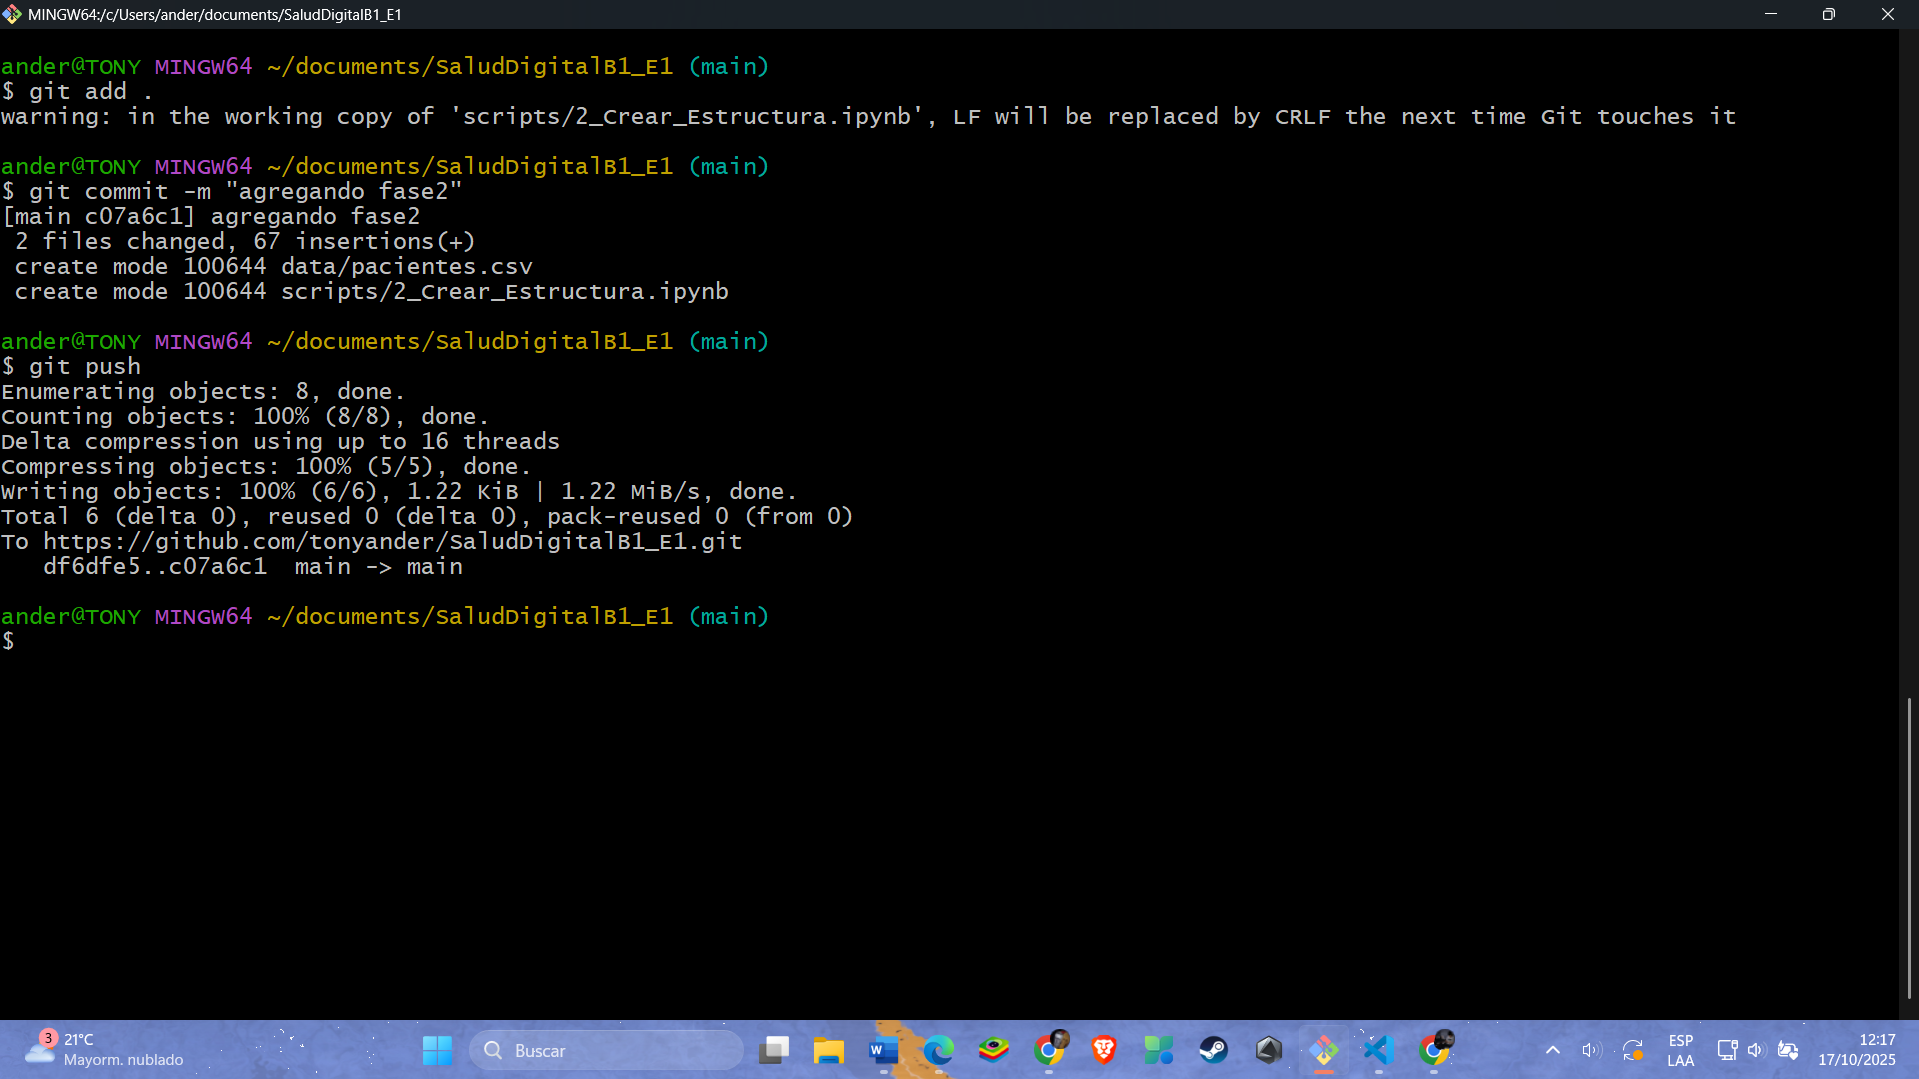 MINGW64:/c/Users/ander/documents/SaludDigitalB1_E1
ander@TONY MINGW64 ~/documents/SaludDigitalB1_E1 (main)
$ git add .
warning: in the working copy of 'scripts/2_Crear_Estructura.ipynb', LF will be replaced by CRLF the next time Git touches it
ander@TONY MINGW64 ~/documents/SaludDigitalB1_E1 (main)
$ git commit -m "agregando fase2"
[main c07a6c1] agregando fase2
 2 files changed, 67 insertions(+)
 create mode 100644 data/pacientes.csv
 create mode 100644 scripts/2_Crear_Estructura.ipynb
ander@TONY MINGW64 ~/documents/SaludDigitalB1_E1 (main)
$ git push
Enumerating objects: 8, done.
Counting objects: 100% (8/8), done.
Delta compression using up to 16 threads
Compressing objects: 100% (5/5), done.
Writing objects: 100% (6/6), 1.22 KiB | 1.22 MiB/s, done.
Total 6 (delta 0), reused 0 (delta 0), pack-reused 0 (from 0)
To https://github.com/tonyander/SaludDigitalB1_E1.git
   df6dfe5..c07a6c1  main -> main
ander@TONY MINGW64 ~/documents/SaludDigitalB1_E1 (main)
$
3
21°C
Mayorm. nublado
Buscar
W
ESP
LAA
12:17
17/10/2025